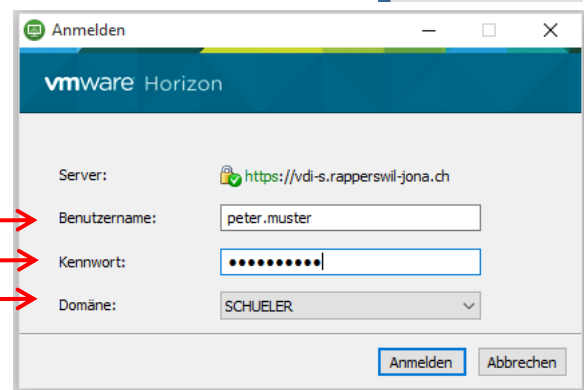 Anmelden
vmware Horizon
Server: https://vdi-s.rapperswil-jona.ch
Benutzername: peter.muster
Kennwort: ●●●●●●●●●●
Domäne: SCHUELER
Anmelden Abbrechen